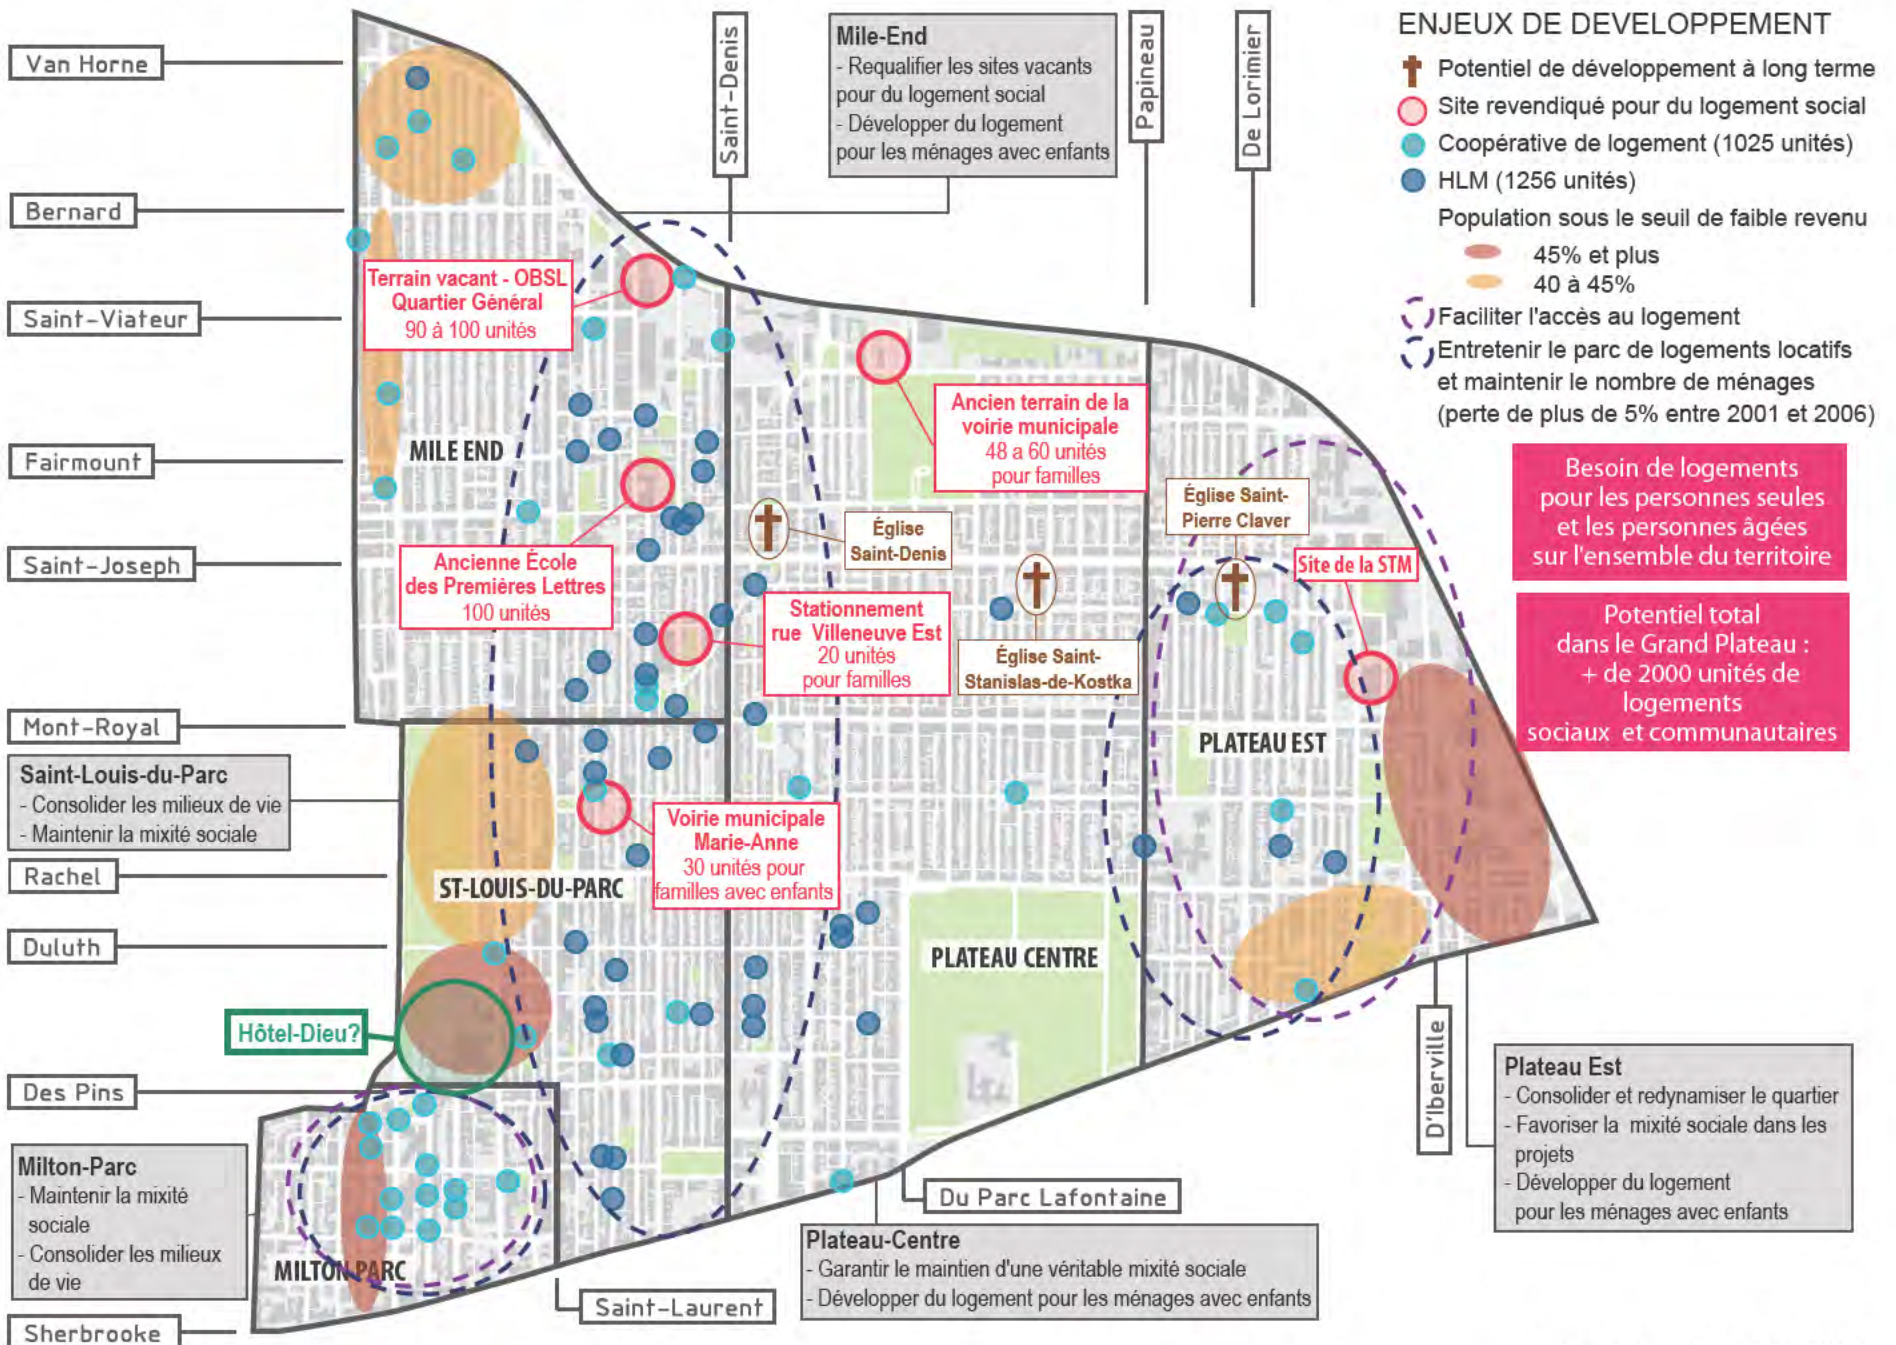 Van Horne
Bernard
Saint-Viateur
Fairmount
Saint-Joseph
Mont-Royal
Saint-Louis-du-Parc
- Consolider les milieux de vie
- Maintenir la mixité sociale
Rachel
Duluth
Hôtel-Dieu?
Des Pins
Milton-Parc
- Maintenir la mixité
sociale
- Consolider les milieux
de vie
Sherbrooke
Saint-Denis
Mile-End
- Requalifier les sites vacants
pour du logement social
- Développer du logement
pour les ménages avec enfants
Papineau
De Lorimier
Terrain vacant - OBSL
Quartier Général
90 à 100 unités
MILE END
Ancienne École
des Premières Lettres
100 unités
Ancien terrain de la
voirie municipale
48 a 60 unités
pour familles
Église
Saint-Denis
Stationnement
rue Villeneuve Est
20 unités
pour familles
Église Saint-
Stanislas-de-Kostka
Église Saint-
Pierre Claver
Site de la STM
PLATEAU EST
Voirie municipale
Marie-Anne
30 unités pour
familles avec enfants
ST-LOUIS-DU-PARC
PLATEAU CENTRE
MILTON PARC
Saint-Laurent
Du Parc Lafontaine
Plateau-Centre
- Garantir le maintien d'une véritable mixité sociale
- Développer du logement pour les ménages avec enfants
D'Iberville
Plateau Est
- Consolider et redynamiser le quartier
- Favoriser la mixité sociale dans les
projets
- Développer du logement
pour les ménages avec enfants
ENJEUX DE DEVELOPPEMENT
Potentiel de développement à long terme
Site revendiqué pour du logement social
Coopérative de logement (1025 unités)
HLM (1256 unités)
Population sous le seuil de faible revenu
45% et plus
40 à 45%
Faciliter l'accès au logement
Entretenir le parc de logements locatifs
et maintenir le nombre de ménages
(perte de plus de 5% entre 2001 et 2006)
Besoin de logements
pour les personnes seules
et les personnes âgées
sur l'ensemble du territoire
Potentiel total
dans le Grand Plateau :
+ de 2000 unités de
logements
sociaux et communautaires